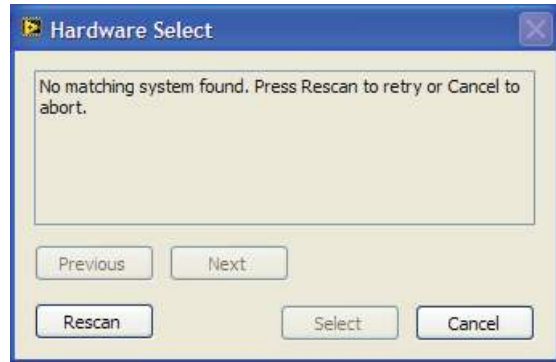 Hardware Select
No matching system found. Press Rescan to retry or Cancel to
abort.
Previous Next
Rescan Select Cancel